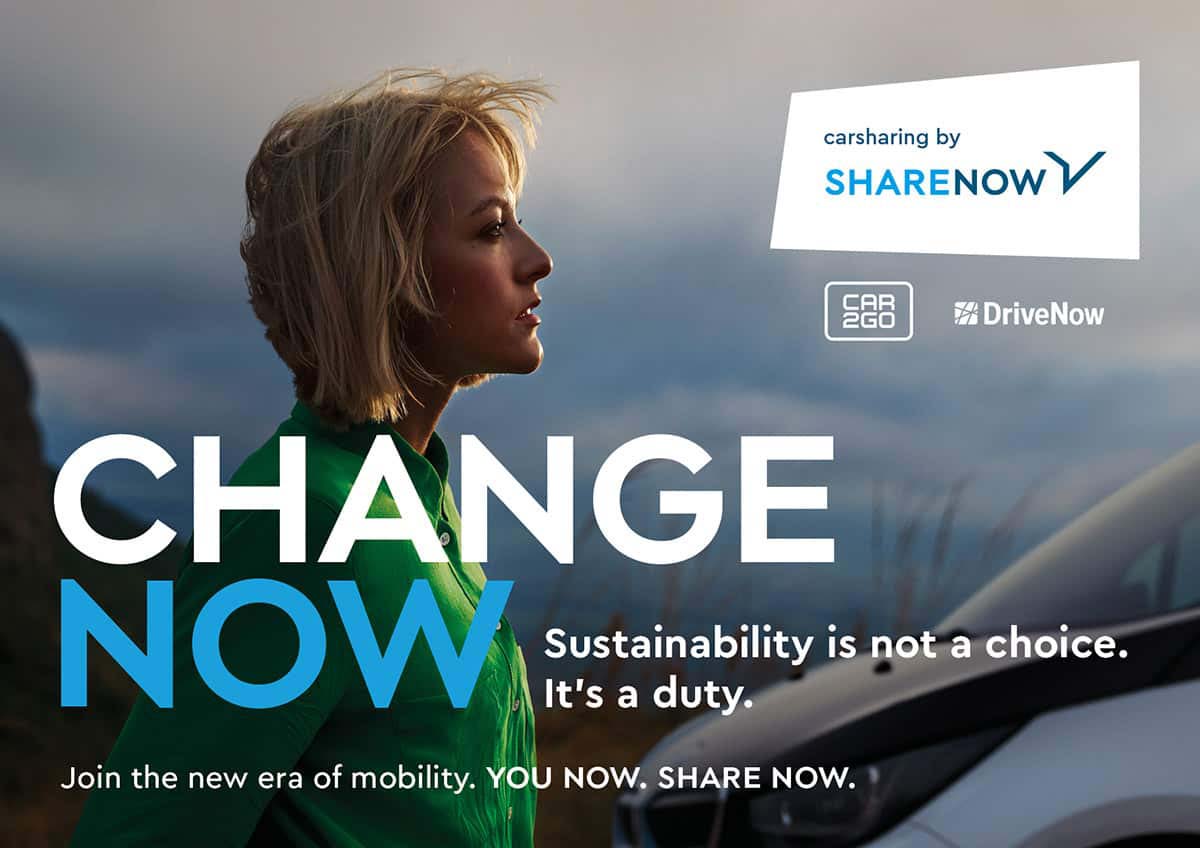 carsharing by
SHARENOW
CAR
2GO
DriveNow
CHANGE
NOW
Sustainability is not a choice.
It's a duty.
Join the new era of mobility. YOU NOW. SHARE NOW.